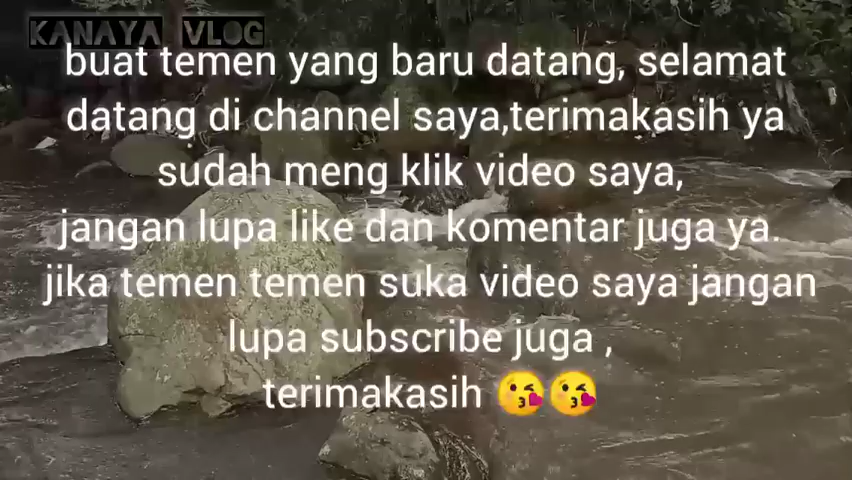 KANAYA VLOG
buat temen yang baru datang, selamat
datang di channel saya,terimakasih ya
sudah meng klik video saya,
jangan lupa like dan komentar juga ya.
jika temen temen suka video saya jangan
lupa subscribe juga ,
terimakasih 😘😘